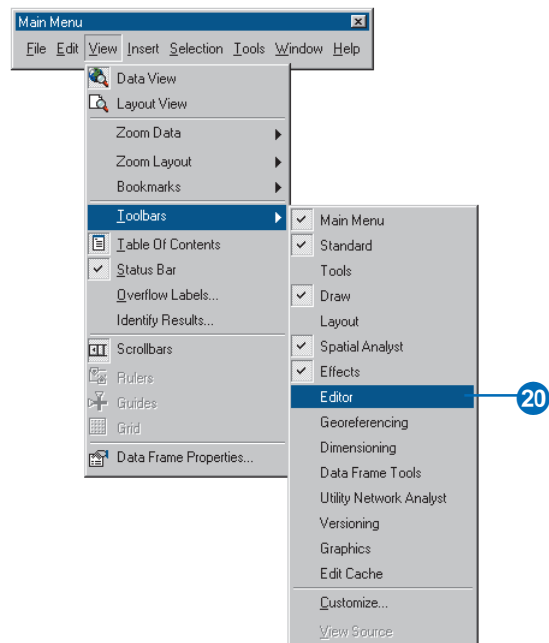 Main Menu
File Edit View Insert Selection Tools Window Help
Data View
Layout View
Zoom Data
Zoom Layout
Bookmarks
Toolbars
Table Of Contents
Status Bar
Overflow Labels...
Identify Results...
Scrollbars
Rulers
Guides
Grid
Data Frame Properties...
Main Menu
Standard
Tools
Draw
Layout
Spatial Analyst
Effects
Editor
20
Georeferencing
Dimensioning
Data Frame Tools
Utility Network Analyst
Versioning
Graphics
Edit Cache
Customize...
View Source